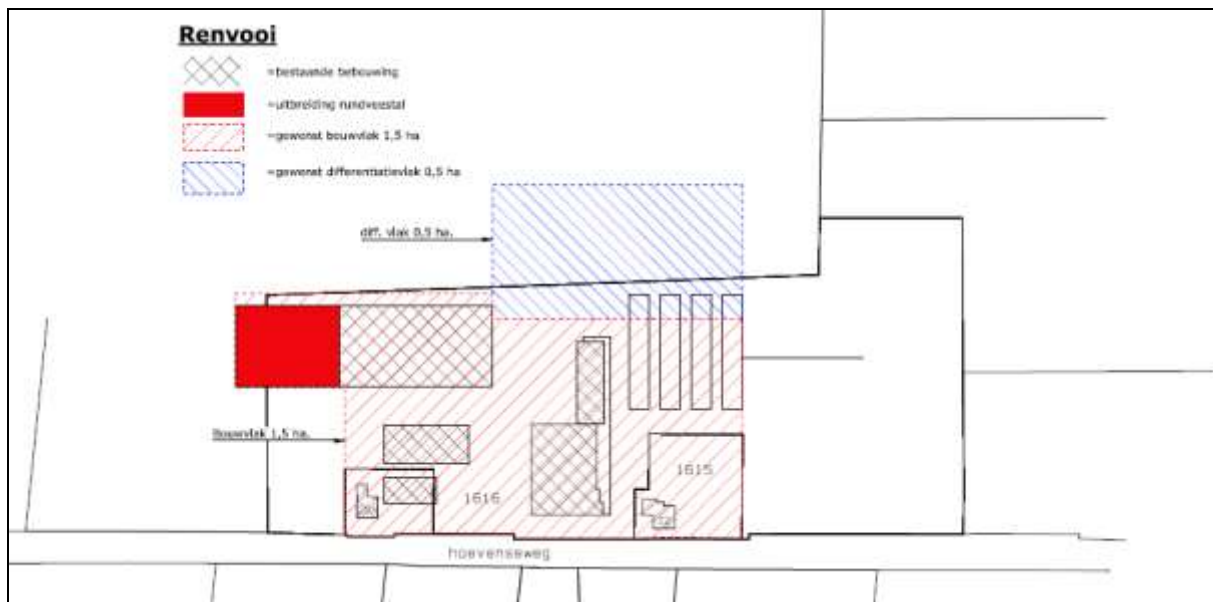 Renvooi
=bestaande bebouwing
=uitbreiding rundveestal
=gewenst bouwvlak 1,5 ha
=gewenst differentiatievlak 0,5 ha
diff. vlak 0,5 ha.
Bouwvlak 1,5 ha.
1615
1616
hoevenseweg